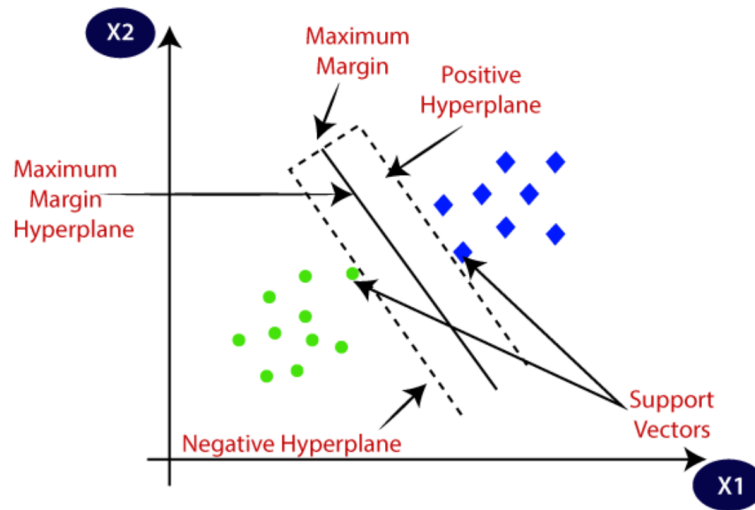 X2
Maximum
Margin
Positive
Hyperplane
Maximum
Margin
Hyperplane
Support
Vectors
Negative Hyperplane
X1